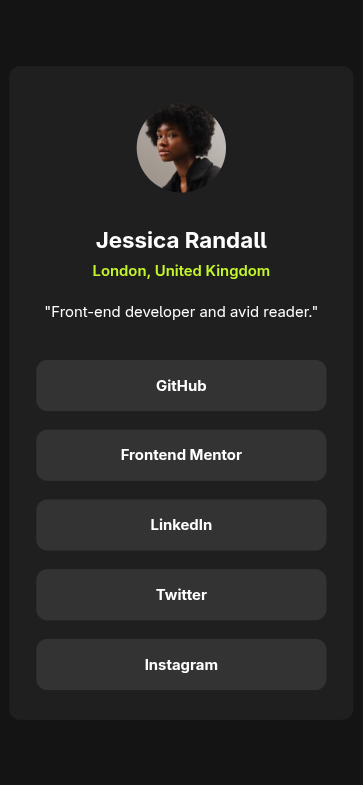 Jessica Randall
London, United Kingdom
"Front-end developer and avid reader."
GitHub
Frontend Mentor
LinkedIn
Twitter
Instagram